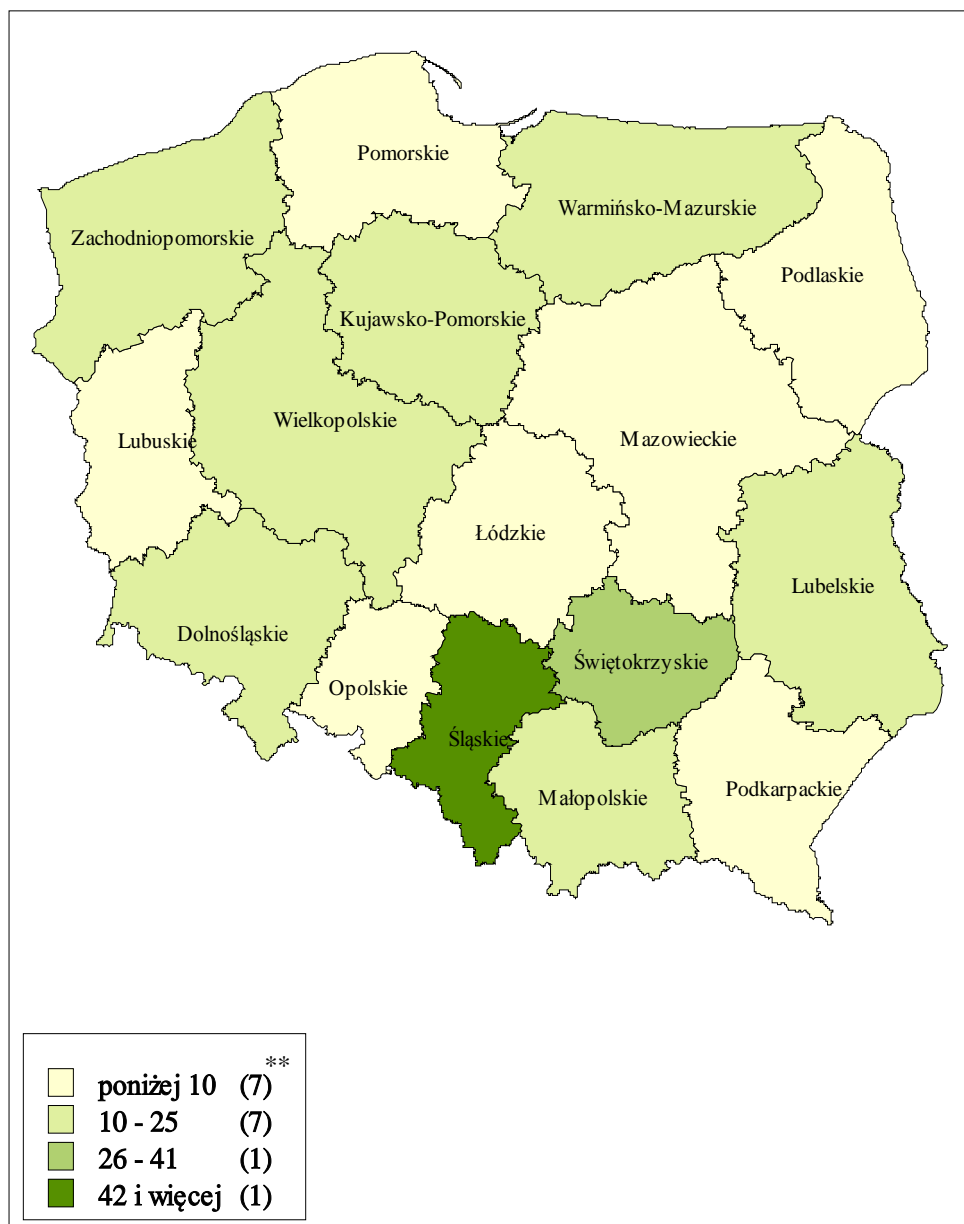 Pomorskie
Warmińsko-Mazurskie
Zachodniopomorskie
Podlaskie
Kujawsko-Pomorskie
Wielkopolskie
Lubuskie
Mazowieckie
Łódzkie
Lubelskie
Dolnośląskie
Świętokrzyskie
Opolskie
Śląskie
Małopolskie
Podkarpackie
**
poniżej 10 (7)
10 - 25 (7)
26 - 41 (1)
42 i więcej (1)